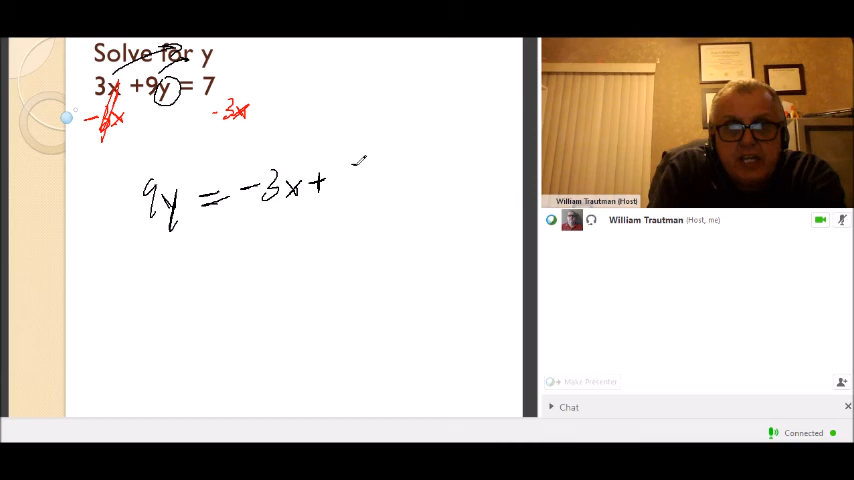 Solve for y
3x +9y = 7
-3x -3x
9y = -3x+
William Trautman (Host)
William Trautman (Host, me)
Make Presenter
Chat
Connected